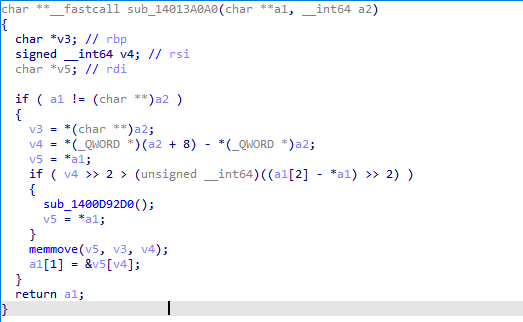 char **__fastcall sub_14013A0A0(char **a1, __int64 a2)
{
  char *v3; // rbp
  signed __int64 v4; // rsi
  char *v5; // rdi

  if ( a1 != (char **)a2 )
  {
    v3 = *(char **)a2;
    v4 = *(_QWORD *)(a2 + 8) - *(_QWORD *)a2;
    v5 = *a1;
    if ( v4 >> 2 > (unsigned __int64)((a1[2] - *a1) >> 2) )
    {
      sub_1400D92D0();
      v5 = *a1;
    }
    memmove(v5, v3, v4);
    a1[1] = &v5[v4];
  }
  return a1;
}